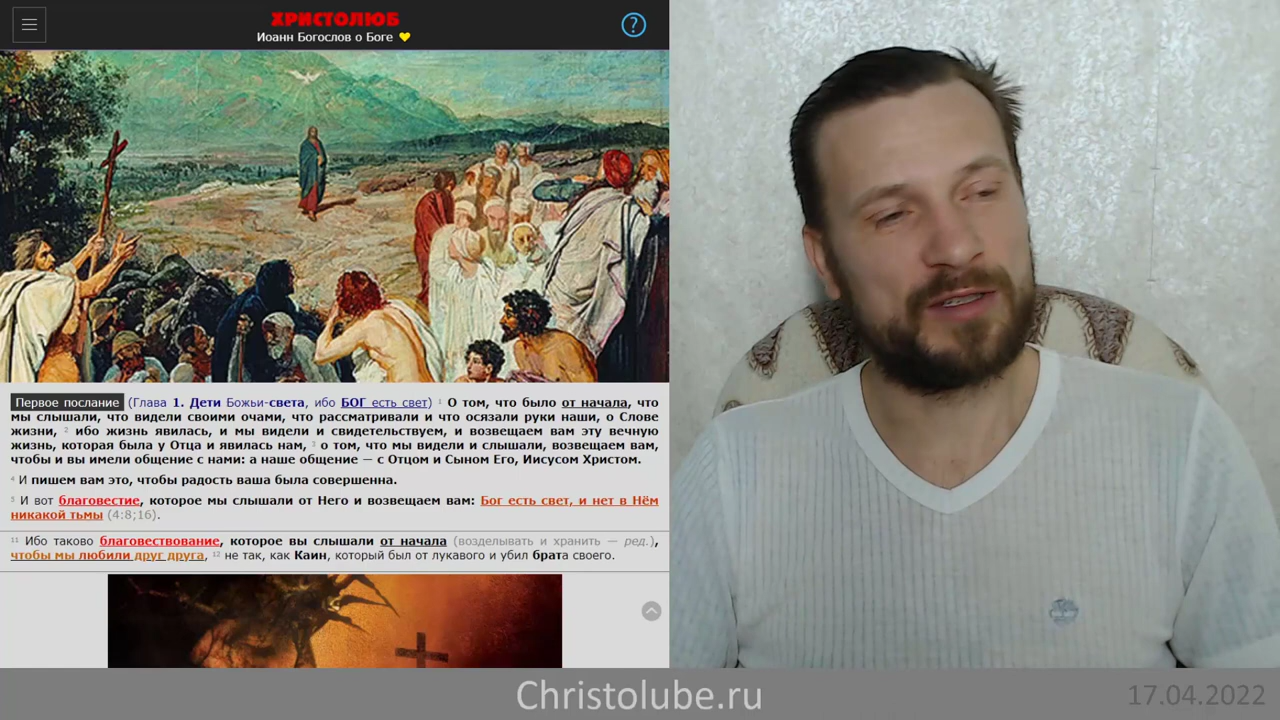 ХРИСТОЛЮБ
Иоанн Богослов о Боге
?
Первое послание (Глава 1. Дети Божьи-света, ибо БОГ есть свет) 1 О том, что было от начала, что
мы слышали, что видели своими очами, что рассматривали и что осязали руки наши, о Слове
жизни, 2 ибо жизнь явилась, и мы видели и свидетельствуем, и возвещаем вам эту вечную
жизнь, которая была у Отца и явилась нам, 3 о том, что мы видели и слышали, возвещаем вам,
чтобы и вы имели общение с нами: а наше общение — с Отцом и Сыном Его, Иисусом Христом.
4 И пишем вам это, чтобы радость ваша была совершенна.
5 И вот благовестие, которое мы слышали от Него и возвещаем вам: Бог есть свет, и нет в Нём
никакой тьмы (4:8;16).
11 Ибо таково благовествование, которое вы слышали от начала (возделывать и хранить — ред.),
чтобы мы любили друг друга, 12 не так, как Каин, который был от лукавого и убил брата своего.
Christolube.ru
17.04.2022